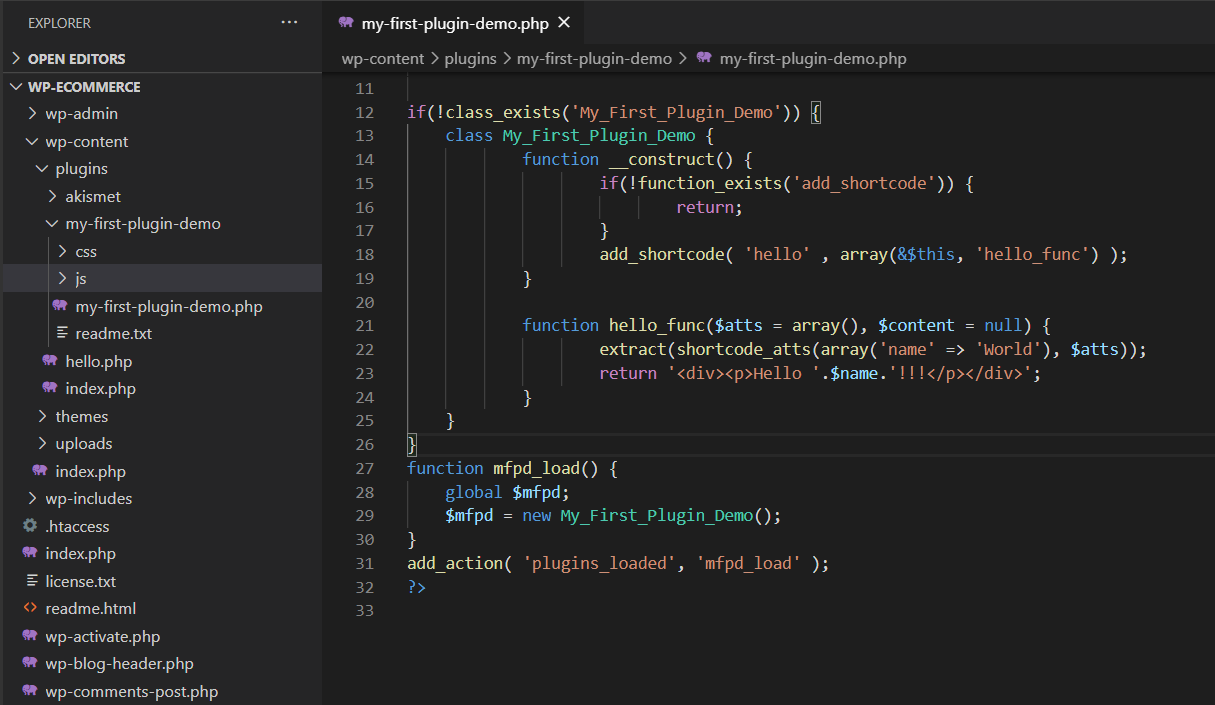 EXPLORER
OPEN EDITORS
WP-ECOMMERCE
wp-admin
wp-content
plugins
akismet
my-first-plugin-demo
css
js
my-first-plugin-demo.php
readme.txt
hello.php
index.php
themes
uploads
index.php
wp-includes
.htaccess
index.php
license.txt
readme.html
wp-activate.php
wp-blog-header.php
wp-comments-post.php
my-first-plugin-demo.php
wp-content > plugins > my-first-plugin-demo > my-first-plugin-demo.php
11
12 if(!class_exists('My_First_Plugin_Demo')) {
13 class My_First_Plugin_Demo {
14 function __construct() {
15 if(!function_exists('add_shortcode')) {
16 return;
17 }
18 add_shortcode( 'hello' , array(&$this, 'hello_func') );
19 }
20
21 function hello_func($atts = array(), $content = null) {
22 extract(shortcode_atts(array('name' => 'World'), $atts));
23 return '<div><p>Hello '.$name.'!!!</p></div>';
24 }
25 }
26 }
27 function mfpd_load() {
28 global $mfpd;
29 $mfpd = new My_First_Plugin_Demo();
30 }
31 add_action( 'plugins_loaded', 'mfpd_load' );
32 ?>
33